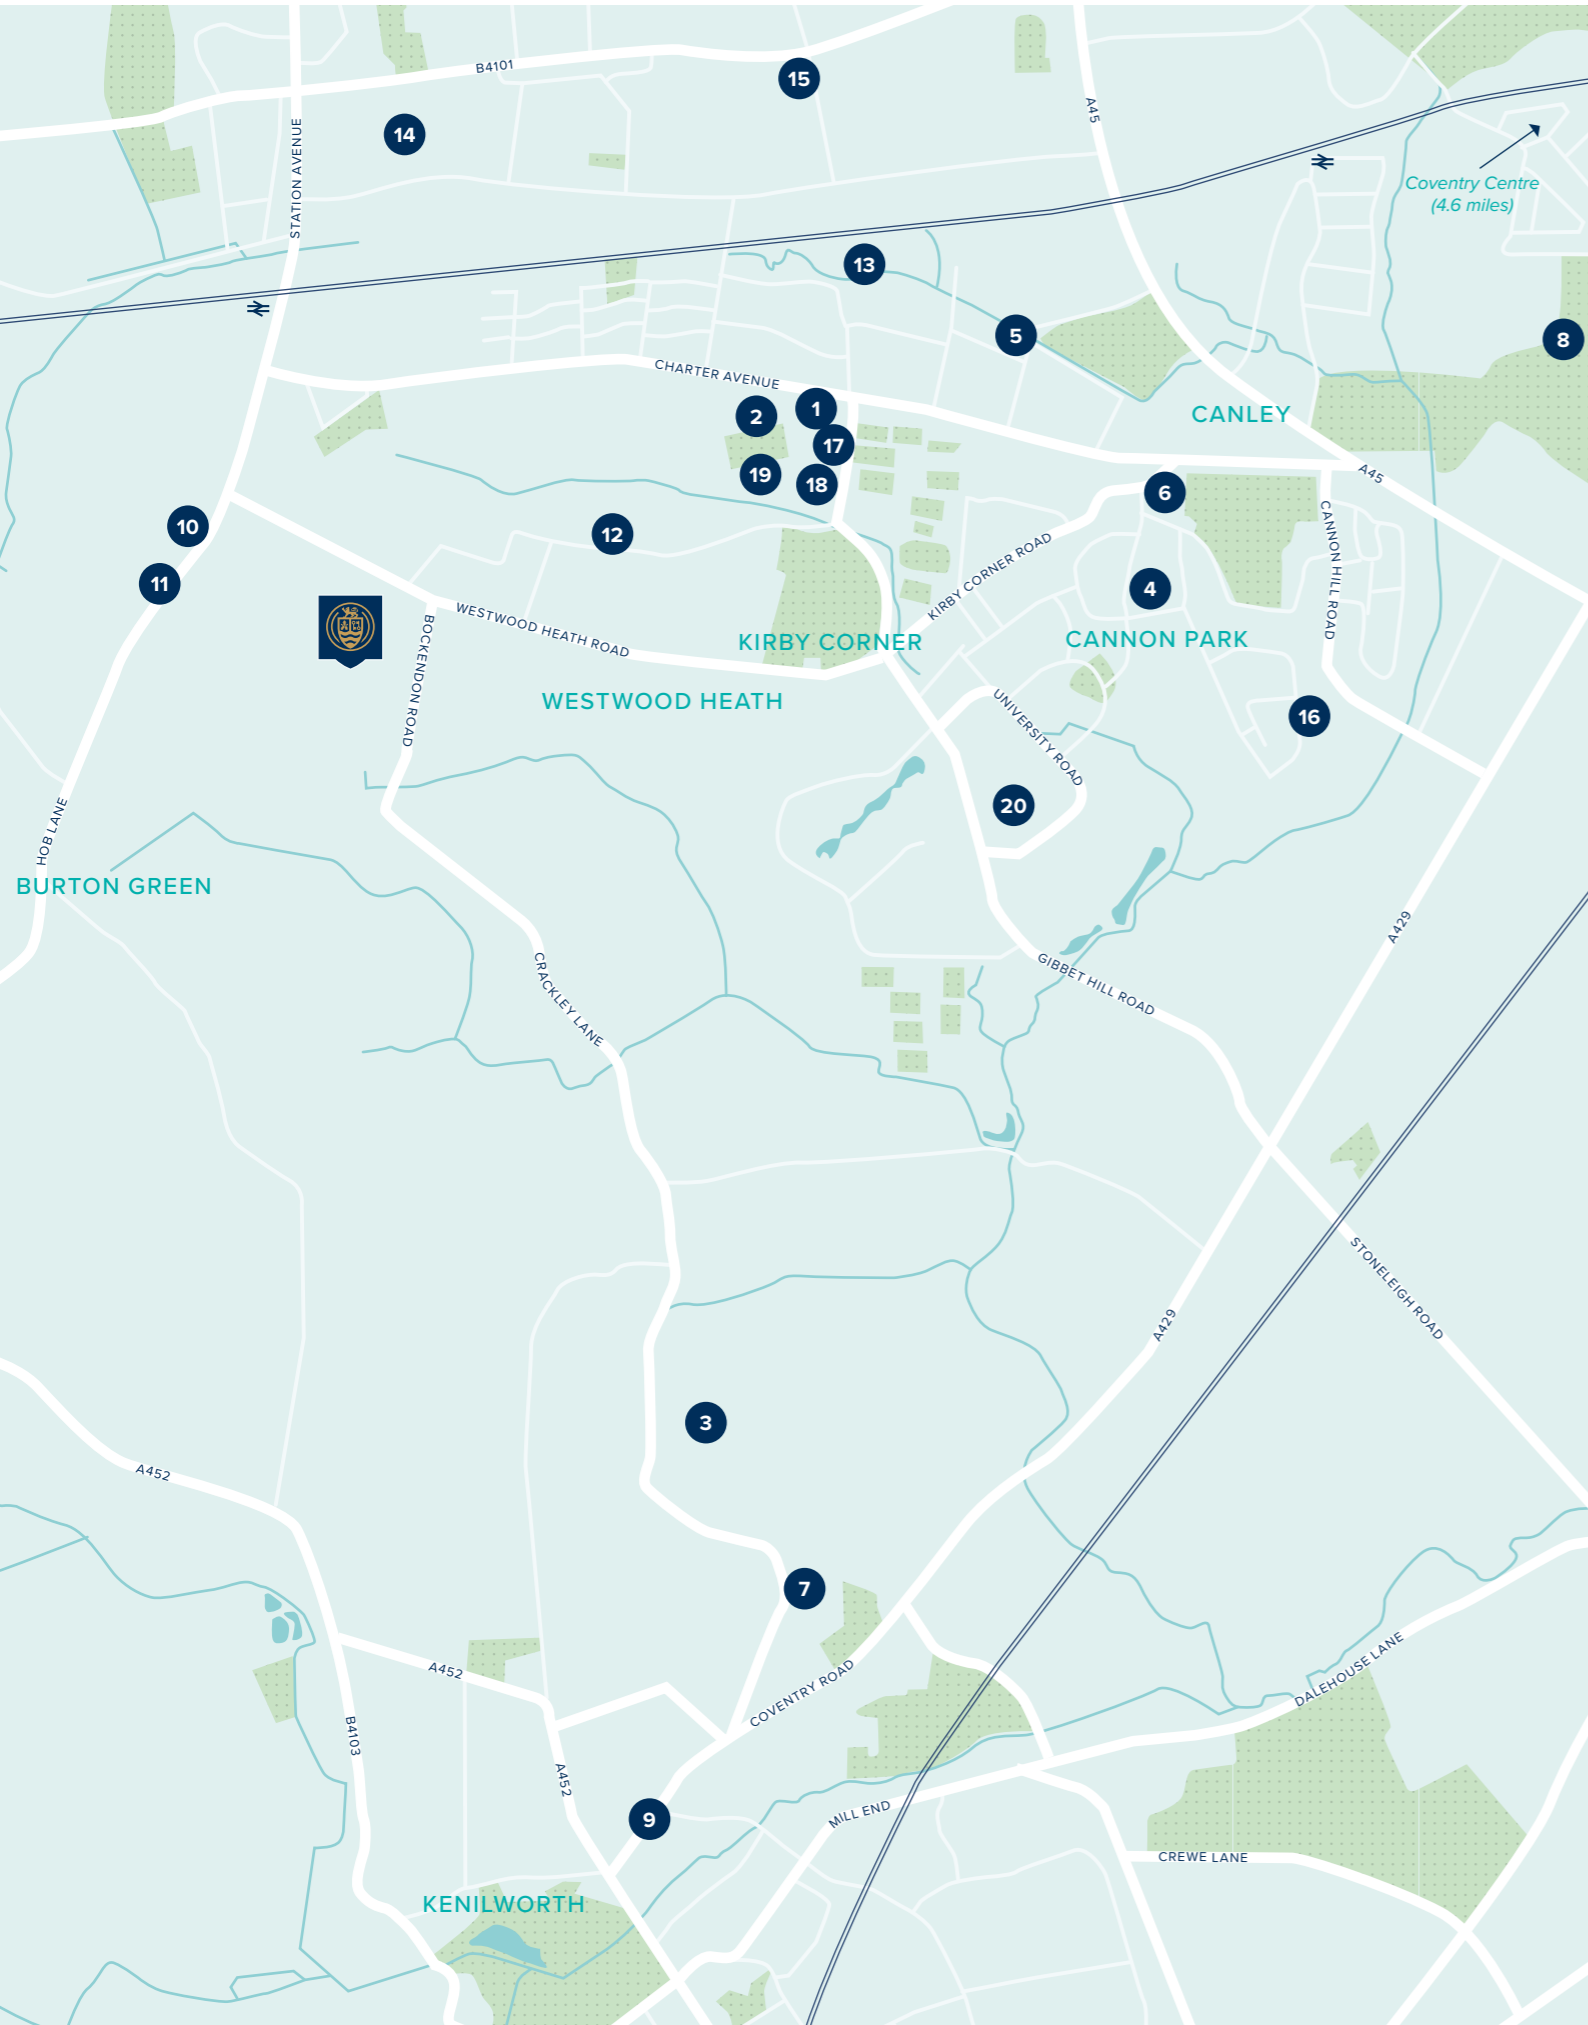 B4101
15
A45
14
STATION AVENUE
Coventry Centre
(4.6 miles)
13
5
8
CHARTER AVENUE
1
2
CANLEY
17
19
18
A45
6
10
12
CANNON HILL ROAD
KIRBY CORNER ROAD
11
4
WESTWOOD HEATH ROAD
BOCKENDON ROAD
KIRBY CORNER
CANNON PARK
WESTWOOD HEATH
UNIVERSITY ROAD
16
20
HOB LANE
BURTON GREEN
A429
CRACKLEY LANE
GIBBET HILL ROAD
STONELEIGH ROAD
A429
3
A452
7
A452
COVENTRY ROAD
DALEHOUSE LANE
B4103
A452
9
MILL END
CREWE LANE
KENILWORTH